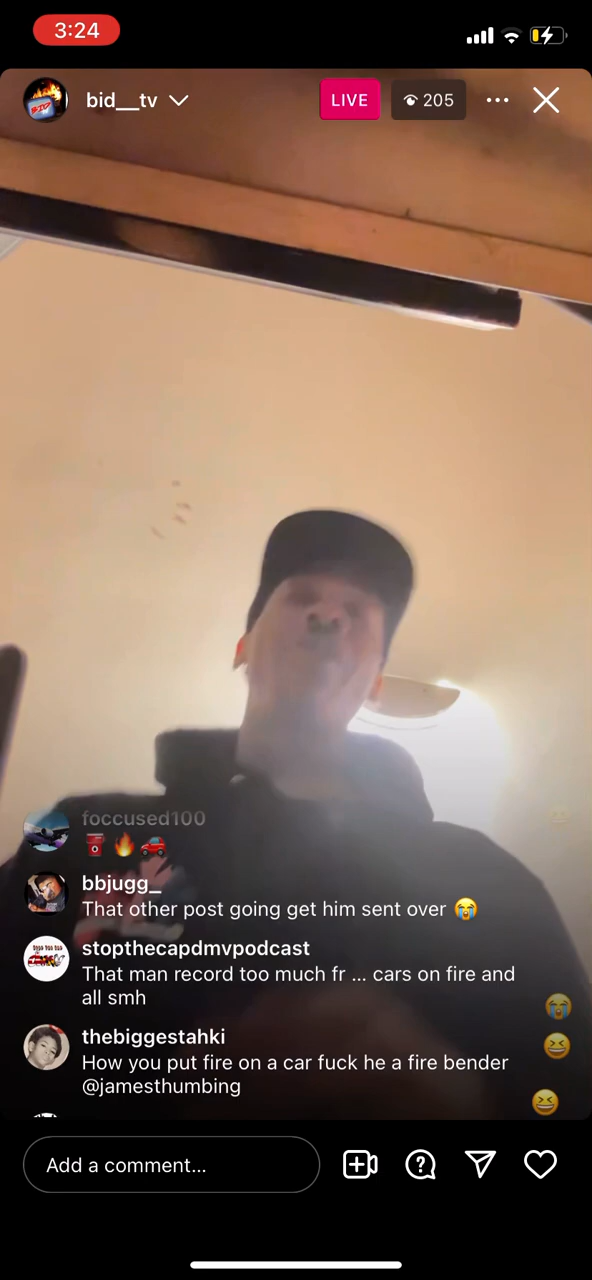 3:24
bid__tv
LIVE
205
foccused100
bbjugg_
That other post going get him sent over 😭
stopthecapdmvpodcast
That man record too much fr ... cars on fire and
all smh
thebiggestahki
How you put fire on a car fuck he a fire bender
@jamesthumbing
Add a comment...